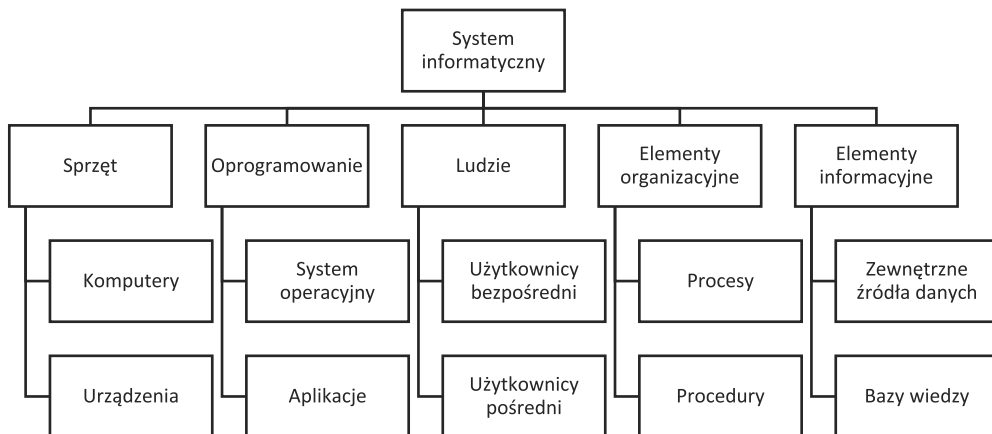 System
informatyczny
Sprzęt
Oprogramowanie
Ludzie
Elementy
organizacyjne
Elementy
informacyjne
Komputery
System
operacyjny
Użytkownicy
bezpośredni
Procesy
Zewnętrzne
źródła danych
Urządzenia
Aplikacje
Użytkownicy
pośredni
Procedury
Bazy wiedzy